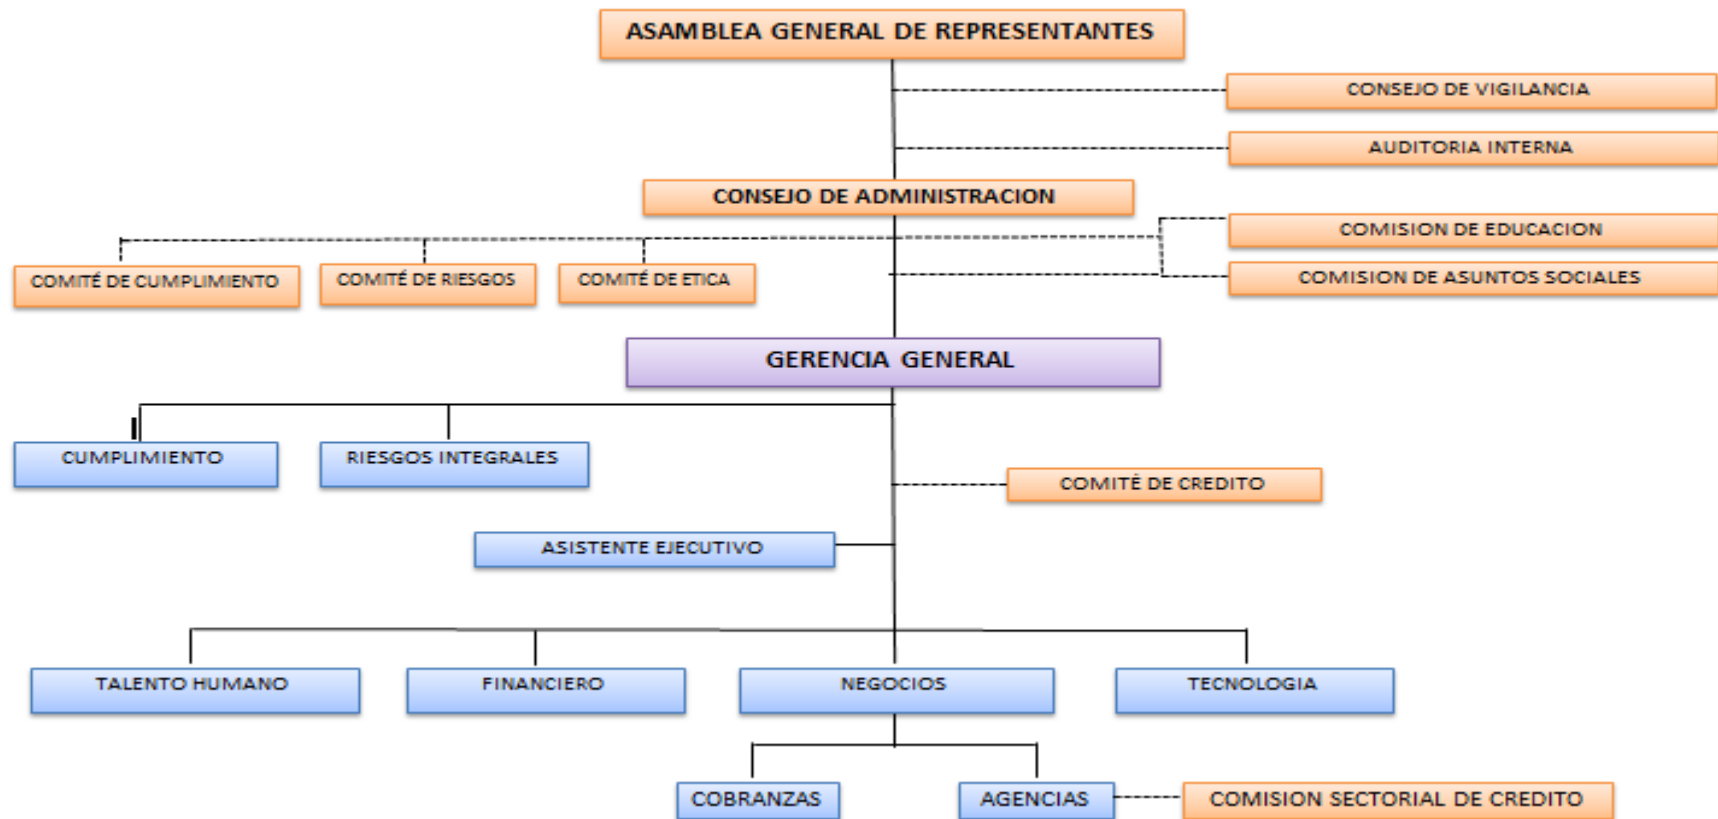 ASAMBLEA GENERAL DE REPRESENTANTES
CONSEJO DE VIGILANCIA
AUDITORIA INTERNA
CONSEJO DE ADMINISTRACION
COMISION DE EDUCACION
COMITÉ DE CUMPLIMIENTO
COMITÉ DE RIESGOS
COMITÉ DE ETICA
COMISION DE ASUNTOS SOCIALES
GERENCIA GENERAL
CUMPLIMIENTO
RIESGOS INTEGRALES
COMITÉ DE CREDITO
ASISTENTE EJECUTIVO
TALENTO HUMANO
FINANCIERO
NEGOCIOS
TECNOLOGIA
COBRANZAS
AGENCIAS
COMISION SECTORIAL DE CREDITO